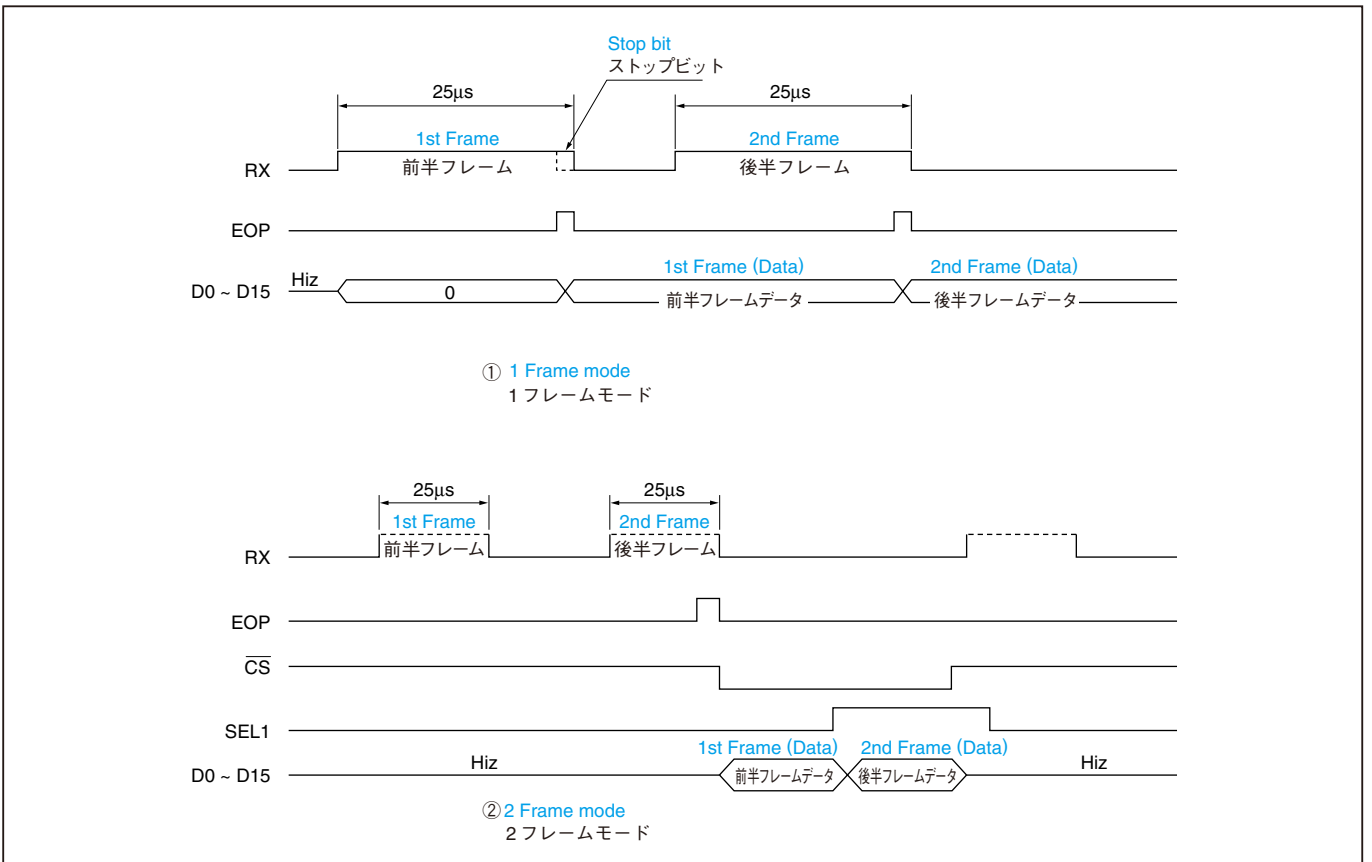 Stop bit
ストップビット
25μs 25μs
1st Frame 2nd Frame
RX 前半フレーム 後半フレーム
EOP
1st Frame (Data) 2nd Frame (Data)
D0 ~ D15 Hiz 0 前半フレームデータ 後半フレームデータ
① 1 Frame mode
1フレームモード
25μs 25μs
1st Frame 2nd Frame
RX 前半フレーム 後半フレーム
EOP
CS
SEL1
1st Frame (Data) 2nd Frame (Data)
D0 ~ D15 Hiz 前半フレームデータ 後半フレームデータ Hiz
② 2 Frame mode
2フレームモード